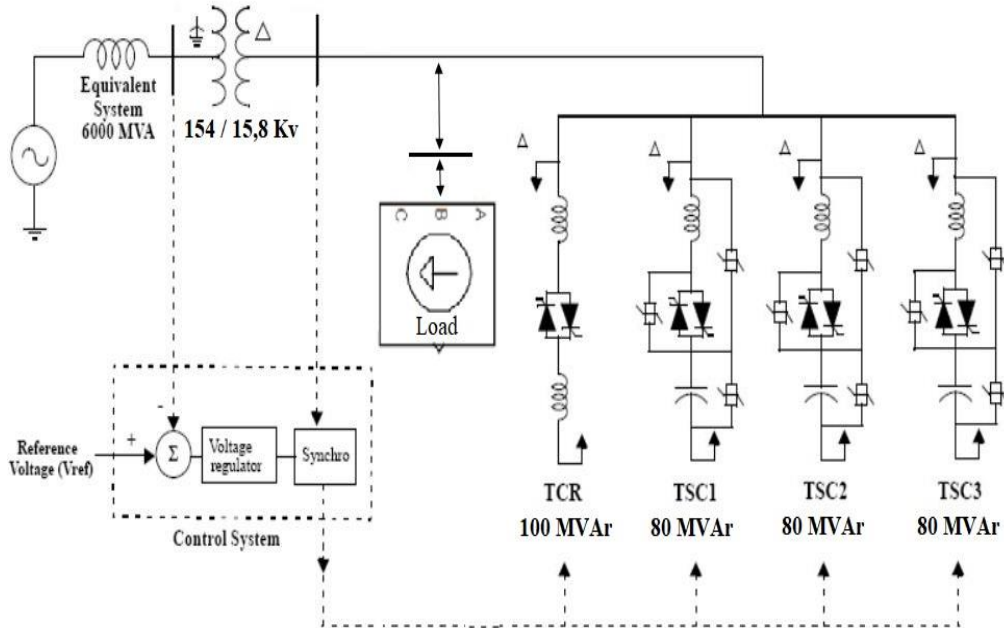 Equivalent
System
6000 MVA
Δ
154 / 15,8 Kv
C B A
Load
Δ
Δ
Δ
Δ
-
+
Reference
Voltage (Vref)
Σ
Voltage
regulator
Synchro
Control System
TCR
100 MVAr
TSC1
80 MVAr
TSC2
80 MVAr
TSC3
80 MVAr